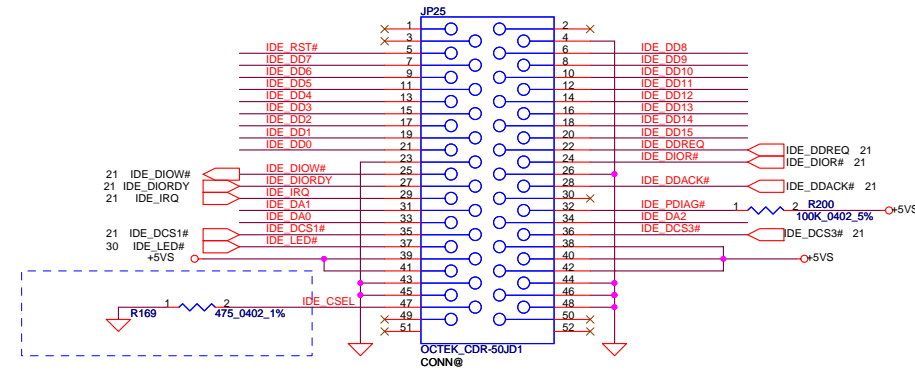 JP25
1 2
3 4
IDE_RST# 5 6 IDE_DD8
IDE_DD7 7 8 IDE_DD9
IDE_DD6 9 10 IDE_DD10
IDE_DD5 11 12 IDE_DD11
IDE_DD4 13 14 IDE_DD12
IDE_DD3 15 16 IDE_DD13
IDE_DD2 17 18 IDE_DD14
IDE_DD1 19 20 IDE_DD15
IDE_DD0 21 22 IDE_DDREQ IDE_DDREQ 21
23 24 IDE_DIOR# IDE_DIOR# 21
21 IDE_DIOW# IDE_DIOW# 25 26
21 IDE_DIORDY IDE_DIORDY 27 28 IDE_DDACK# IDE_DDACK# 21
21 IDE_IRQ IDE_IRQ 29 30
IDE_DA1 31 32 IDE_PDIAG# 1 2 R200 +5VS
100K_0402_5%
IDE_DA0 33 34 IDE_DA2
21 IDE_DCS1# IDE_DCS1# 35 36 IDE_DCS3# IDE_DCS3# 21
30 IDE_LED# IDE_LED# 37 38
+5VS 39 40 +5VS
41 42
43 44
45 46
R169 1 2 475_0402_1% IDE_CSEL 47 48
49 50
51 52
OCTEK_CDR-50JD1
CONN@